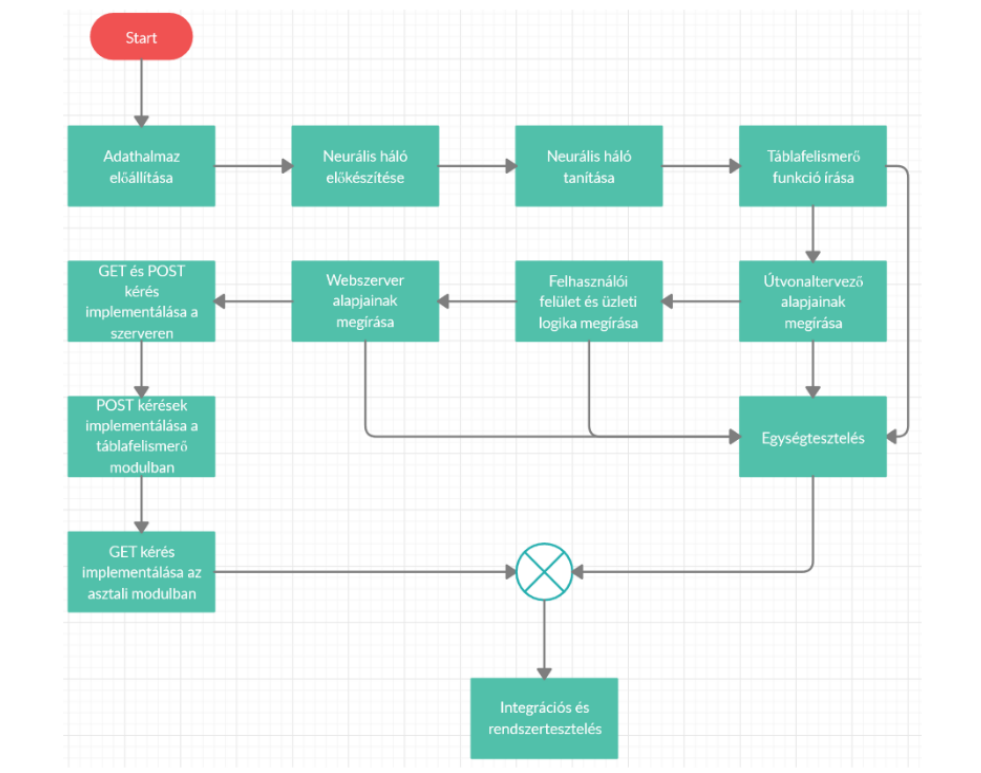 Start
Adathalmaz
előállítása
Neurális háló
előkészítése
Neurális háló
tanítása
Táblafelismerő
funkció írása
GET és POST
kérés
implementálása a
szerveren
Webszerver
alapjainak
megírása
Felhasználói
felület és üzleti
logika megírása
Útvonaltervező
alapjainak
megírása
POST kérések
implementálása a
táblafelismerő
modulban
Egységtesztelés
GET kérés
implementálása az
asztali modulban
Integrációs és
rendszertesztelés